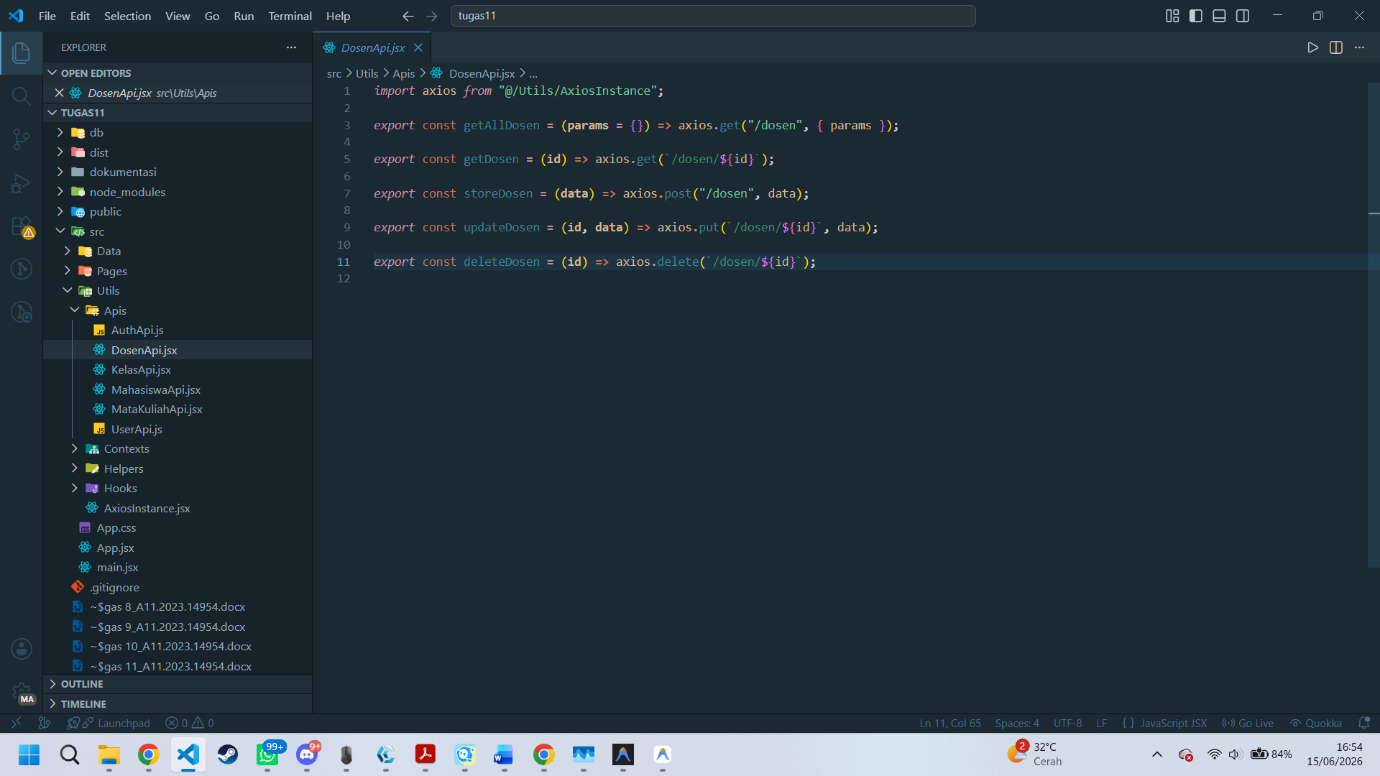 File Edit Selection View Go Run Terminal Help
tugas11
EXPLORER
OPEN EDITORS
DosenApi.jsx src\Utils\Apis
TUGAS11
db
dist
dokumentasi
node_modules
public
src
Data
Pages
Utils
Apis
AuthApi.js
DosenApi.jsx
KelasApi.jsx
MahasiswaApi.jsx
MataKuliahApi.jsx
UserApi.js
Contexts
Helpers
Hooks
AxiosInstance.jsx
App.css
App.jsx
main.jsx
.gitignore
~$gas 8_A11.2023.14954.docx
~$gas 9_A11.2023.14954.docx
~$gas 10_A11.2023.14954.docx
~$gas 11_A11.2023.14954.docx
OUTLINE
TIMELINE
MA
DosenApi.jsx
src > Utils > Apis > DosenApi.jsx > ...
1 import axios from "@/Utils/AxiosInstance";
2
3 export const getAllDosen = (params = {}) => axios.get("/dosen", { params });
4
5 export const getDosen = (id) => axios.get(`/dosen/${id}`);
6
7 export const storeDosen = (data) => axios.post("/dosen", data);
8
9 export const updateDosen = (id, data) => axios.put(`/dosen/${id}`, data);
10
11 export const deleteDosen = (id) => axios.delete(`/dosen/${id}`);
12
Launchpad 0 0 Ln 11, Col 65 Spaces: 4 UTF-8 LF { } JavaScript JSX Go Live Quokka
99+ 9+ 2 32°C 84% 16:54
Cerah 15/06/2026